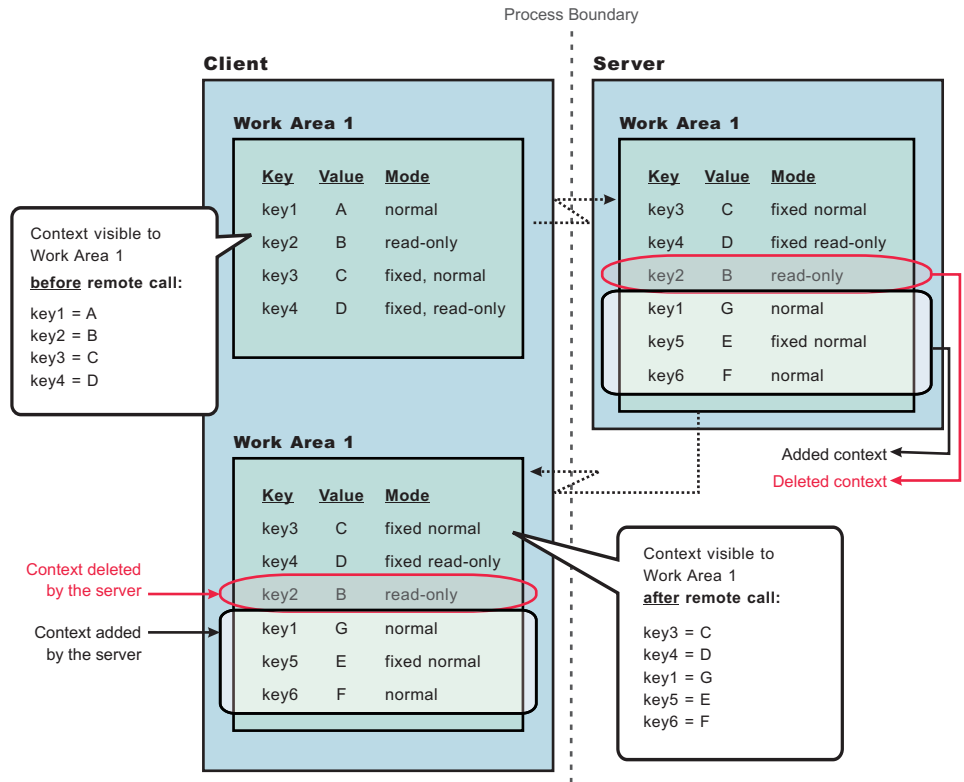 Process Boundary
Client
Work Area 1
Key Value Mode
key1 A normal
key2 B read-only
key3 C fixed, normal
key4 D fixed, read-only
Context visible to
Work Area 1
before remote call:
key1 = A
key2 = B
key3 = C
key4 = D
Server
Work Area 1
Key Value Mode
key3 C fixed normal
key4 D fixed read-only
key2 B read-only
key1 G normal
key5 E fixed normal
key6 F normal
Added context
Deleted context
Work Area 1
Key Value Mode
key3 C fixed normal
key4 D fixed read-only
key2 B read-only
key1 G normal
key5 E fixed normal
key6 F normal
Context deleted
by the server
Context added
by the server
Context visible to
Work Area 1
after remote call:
key3 = C
key4 = D
key1 = G
key5 = E
key6 = F